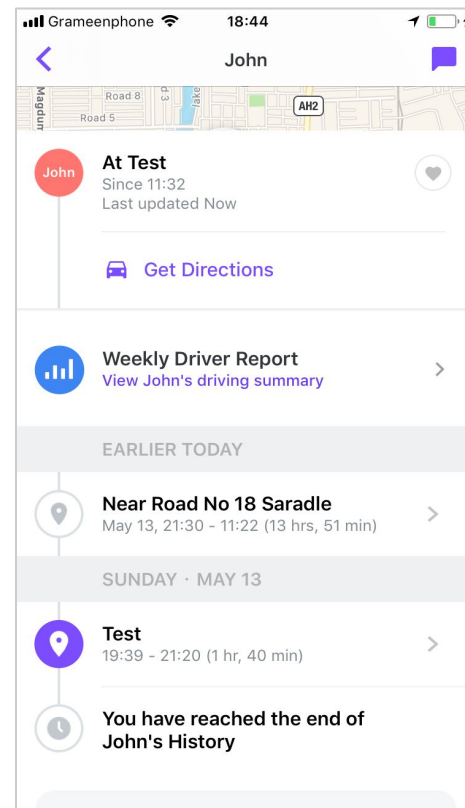 Grameenphone 18:44
John
Magdum
Road 8
Road 5
d 3
lake
AH2
John
At Test
Since 11:32
Last updated Now
Get Directions
Weekly Driver Report
View John's driving summary
EARLIER TODAY
Near Road No 18 Saradle
May 13, 21:30 - 11:22 (13 hrs, 51 min)
SUNDAY · MAY 13
Test
19:39 - 21:20 (1 hr, 40 min)
You have reached the end of
John's History